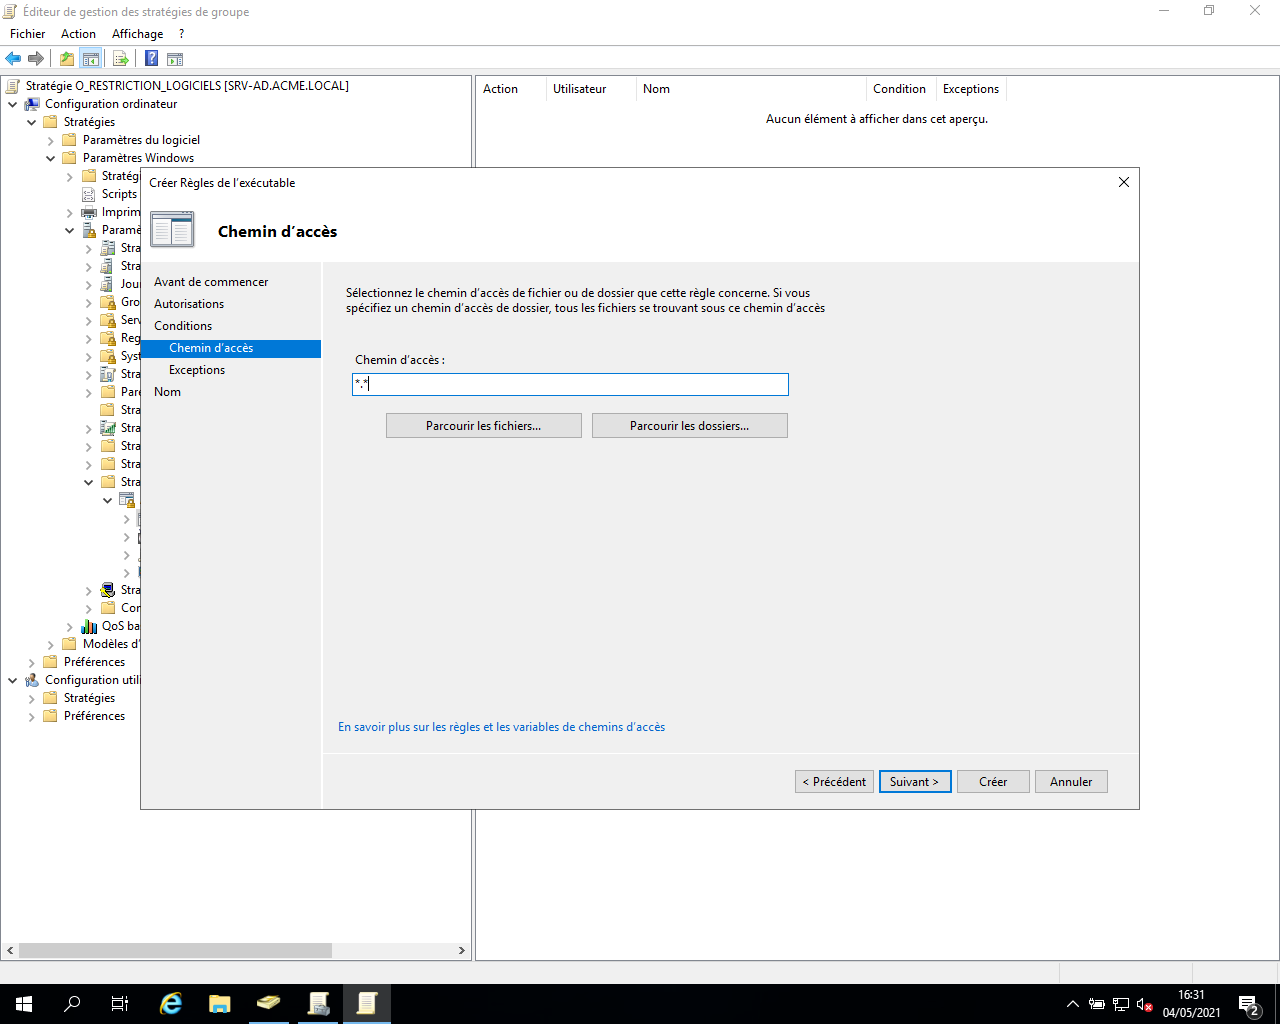 Éditeur de gestion des stratégies de groupe
Fichier Action Affichage ?
Stratégie O_RESTRICTION_LOGICIELS [SRV-AD.ACME.LOCAL]
Configuration ordinateur
Stratégies
Paramètres du logiciel
Paramètres Windows
Stratég
Scripts
Imprim
Paramè
Stra
Stra
Jou
Gro
Serv
Reg
Sys
Stra
Par
Stra
Stra
Stra
Stra
Stra
Stra
Cor
QoS ba
Modèles d'
Préférences
Configuration utili
Stratégies
Préférences
Action Utilisateur Nom Condition Exceptions
Aucun élément à afficher dans cet aperçu.
Créer Règles de l'exécutable
Chemin d'accès
Avant de commencer
Autorisations
Conditions
Chemin d'accès
Exceptions
Nom
Sélectionnez le chemin d'accès de fichier ou de dossier que cette règle concerne. Si vous
spécifiez un chemin d'accès de dossier, tous les fichiers se trouvant sous ce chemin d'accès
Chemin d'accès :
*.*
Parcourir les fichiers... Parcourir les dossiers...
En savoir plus sur les règles et les variables de chemins d'accès
< Précédent Suivant > Créer Annuler
16:31
04/05/2021
2